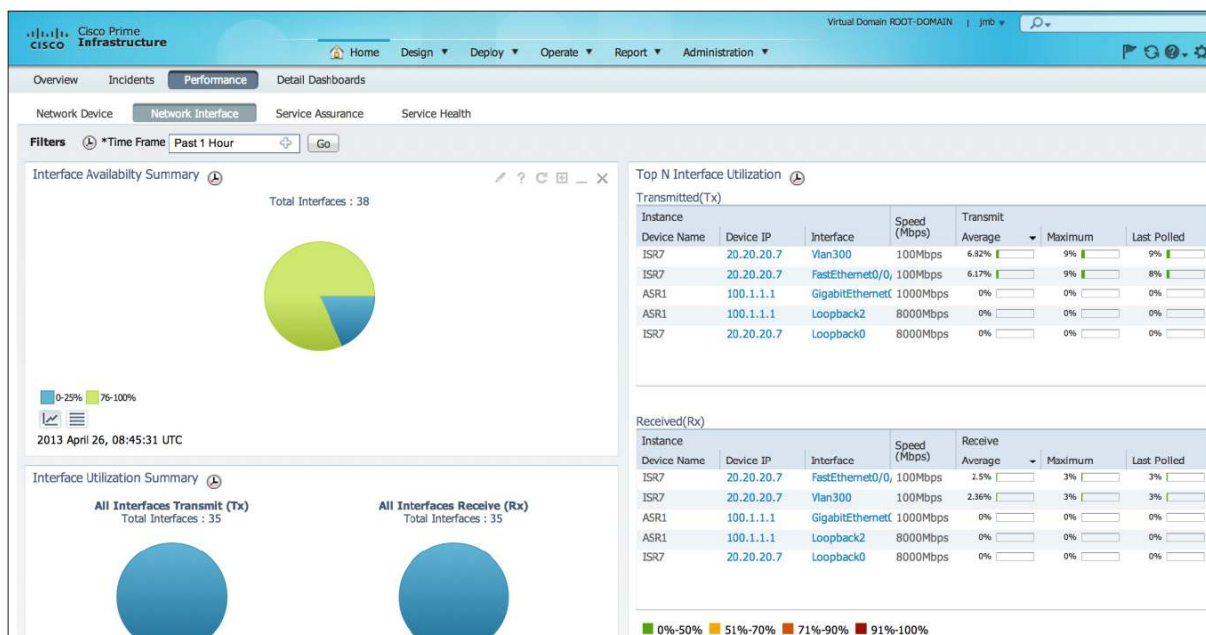 Virtual Domain ROOT-DOMAIN | jmb
cisco Cisco Prime
Infrastructure
Home Design Deploy Operate Report Administration
Overview Incidents Performance Detail Dashboards
Network Device Network Interface Service Assurance Service Health
Filters *Time Frame Past 1 Hour Go
Interface Availabilty Summary
Total Interfaces : 38
0-25% 76-100%
2013 April 26, 08:45:31 UTC
Interface Utilization Summary
All Interfaces Transmit (Tx) All Interfaces Receive (Rx)
Total Interfaces : 35 Total Interfaces : 35
Top N Interface Utilization
Transmitted(Tx)
Instance Speed (Mbps) Transmit
Device Name Device IP Interface Average Maximum Last Polled
ISR7 20.20.20.7 Vlan300 100Mbps 6.82% 9% 9%
ISR7 20.20.20.7 FastEthernet0/0/ 100Mbps 6.17% 9% 8%
ASR1 100.1.1.1 GigabitEthernet 1000Mbps 0% 0% 0%
ASR1 100.1.1.1 Loopback2 8000Mbps 0% 0% 0%
ISR7 20.20.20.7 Loopback0 8000Mbps 0% 0% 0%
Received(Rx)
Instance Speed (Mbps) Receive
Device Name Device IP Interface Average Maximum Last Polled
ISR7 20.20.20.7 FastEthernet0/0/ 100Mbps 2.5% 3% 3%
ISR7 20.20.20.7 Vlan300 100Mbps 2.36% 3% 3%
ASR1 100.1.1.1 GigabitEthernet 1000Mbps 0% 0% 0%
ASR1 100.1.1.1 Loopback2 8000Mbps 0% 0% 0%
ISR7 20.20.20.7 Loopback0 8000Mbps 0% 0% 0%
0%-50% 51%-70% 71%-90% 91%-100%